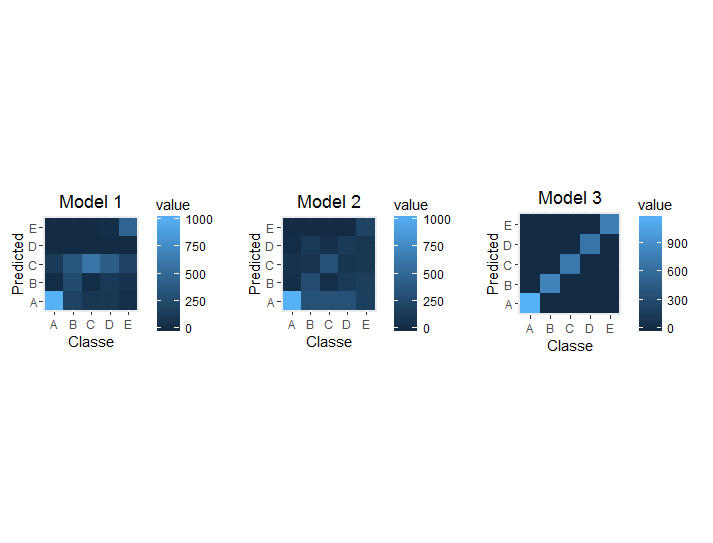 Model 1
value
Predicted
E
D
C
B
A
A B C D E
Classe
1000
750
500
250
0
Model 2
value
Predicted
E
D
C
B
A
A B C D E
Classe
1000
750
500
250
0
Model 3
value
Predicted
E
D
C
B
A
A B C D E
Classe
900
600
300
0